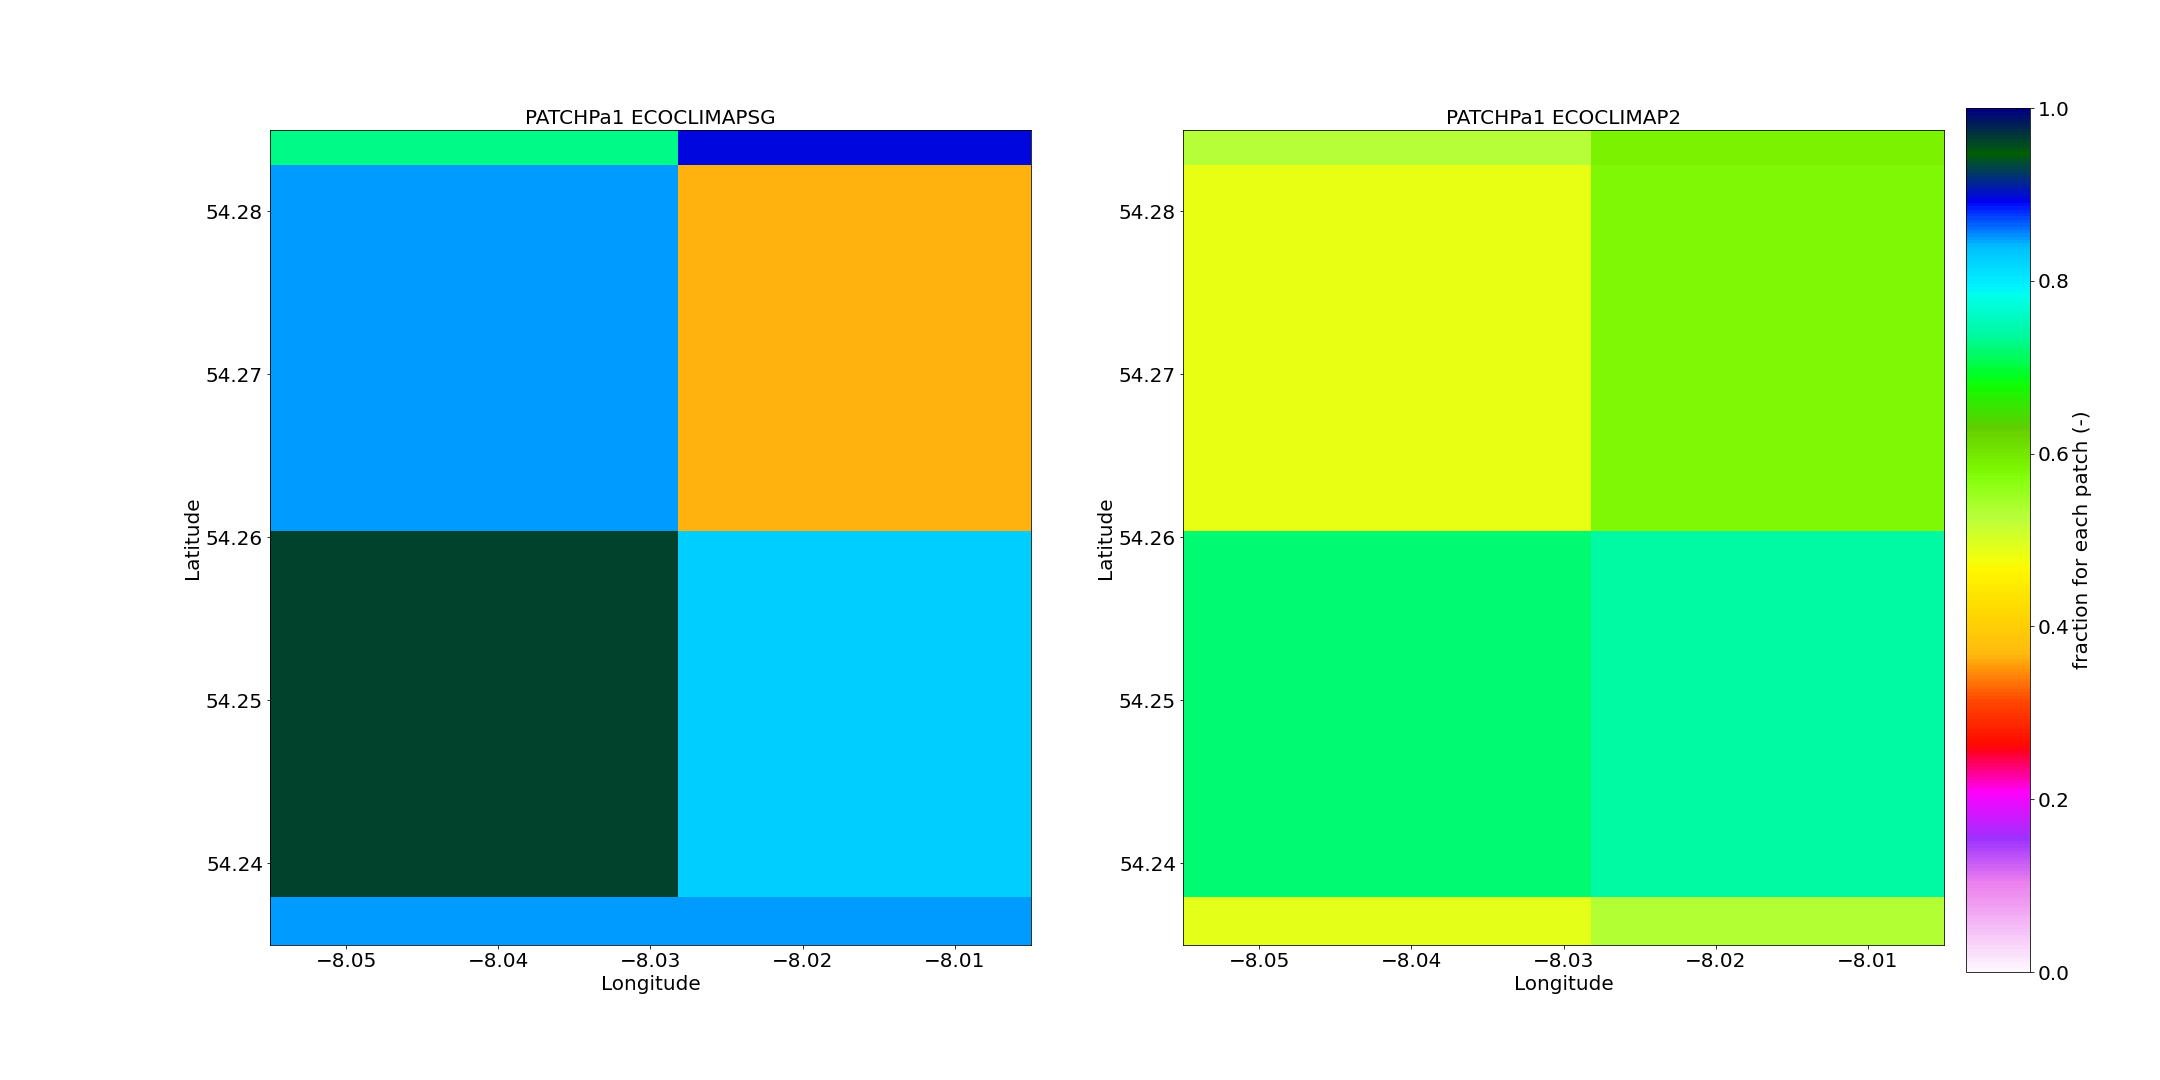 PATCHPa1 ECOCLIMAPSG
54.28
54.27
54.26
54.25
54.24
Latitude
−8.05 −8.04 −8.03 −8.02 −8.01
Longitude
PATCHPa1 ECOCLIMAP2
54.28
54.27
54.26
54.25
54.24
Latitude
−8.05 −8.04 −8.03 −8.02 −8.01
Longitude
1.0
0.8
0.6
0.4
0.2
0.0
fraction for each patch (-)